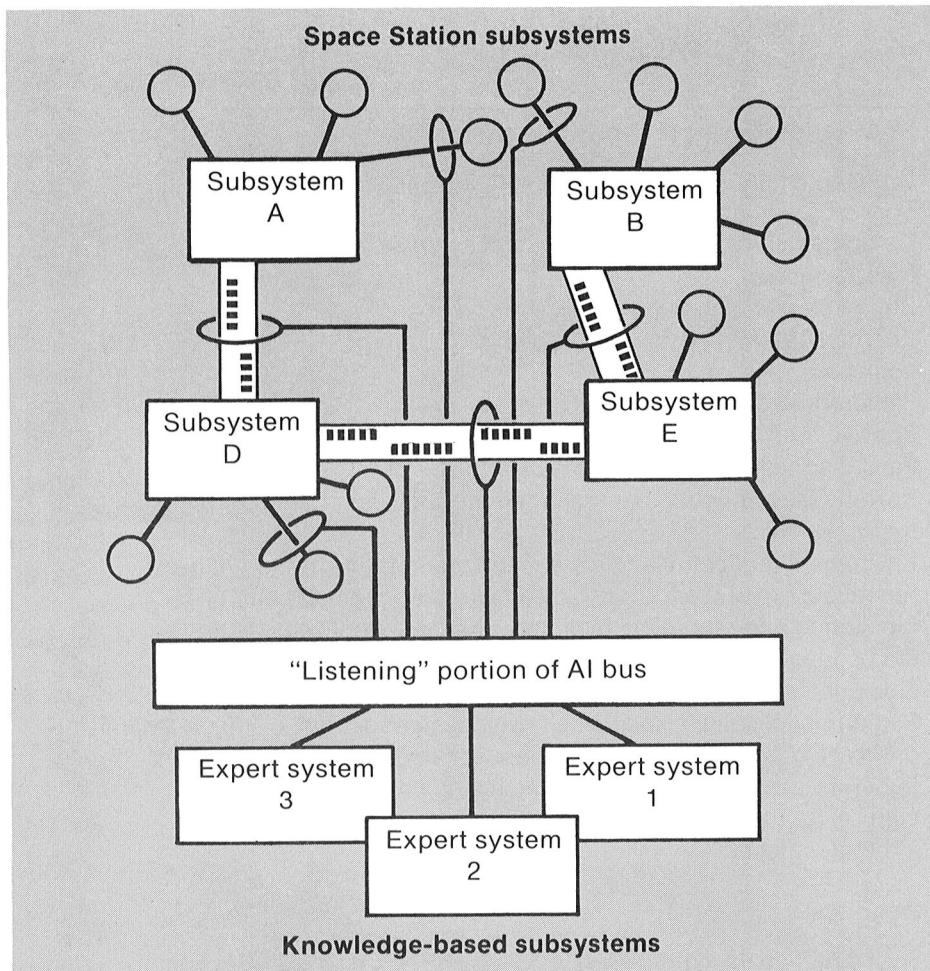 Space Station subsystems
Subsystem
A
Subsystem
B
Subsystem
D
Subsystem
E
“Listening” portion of AI bus
Expert system
3
Expert system
1
Expert system
2
Knowledge-based subsystems